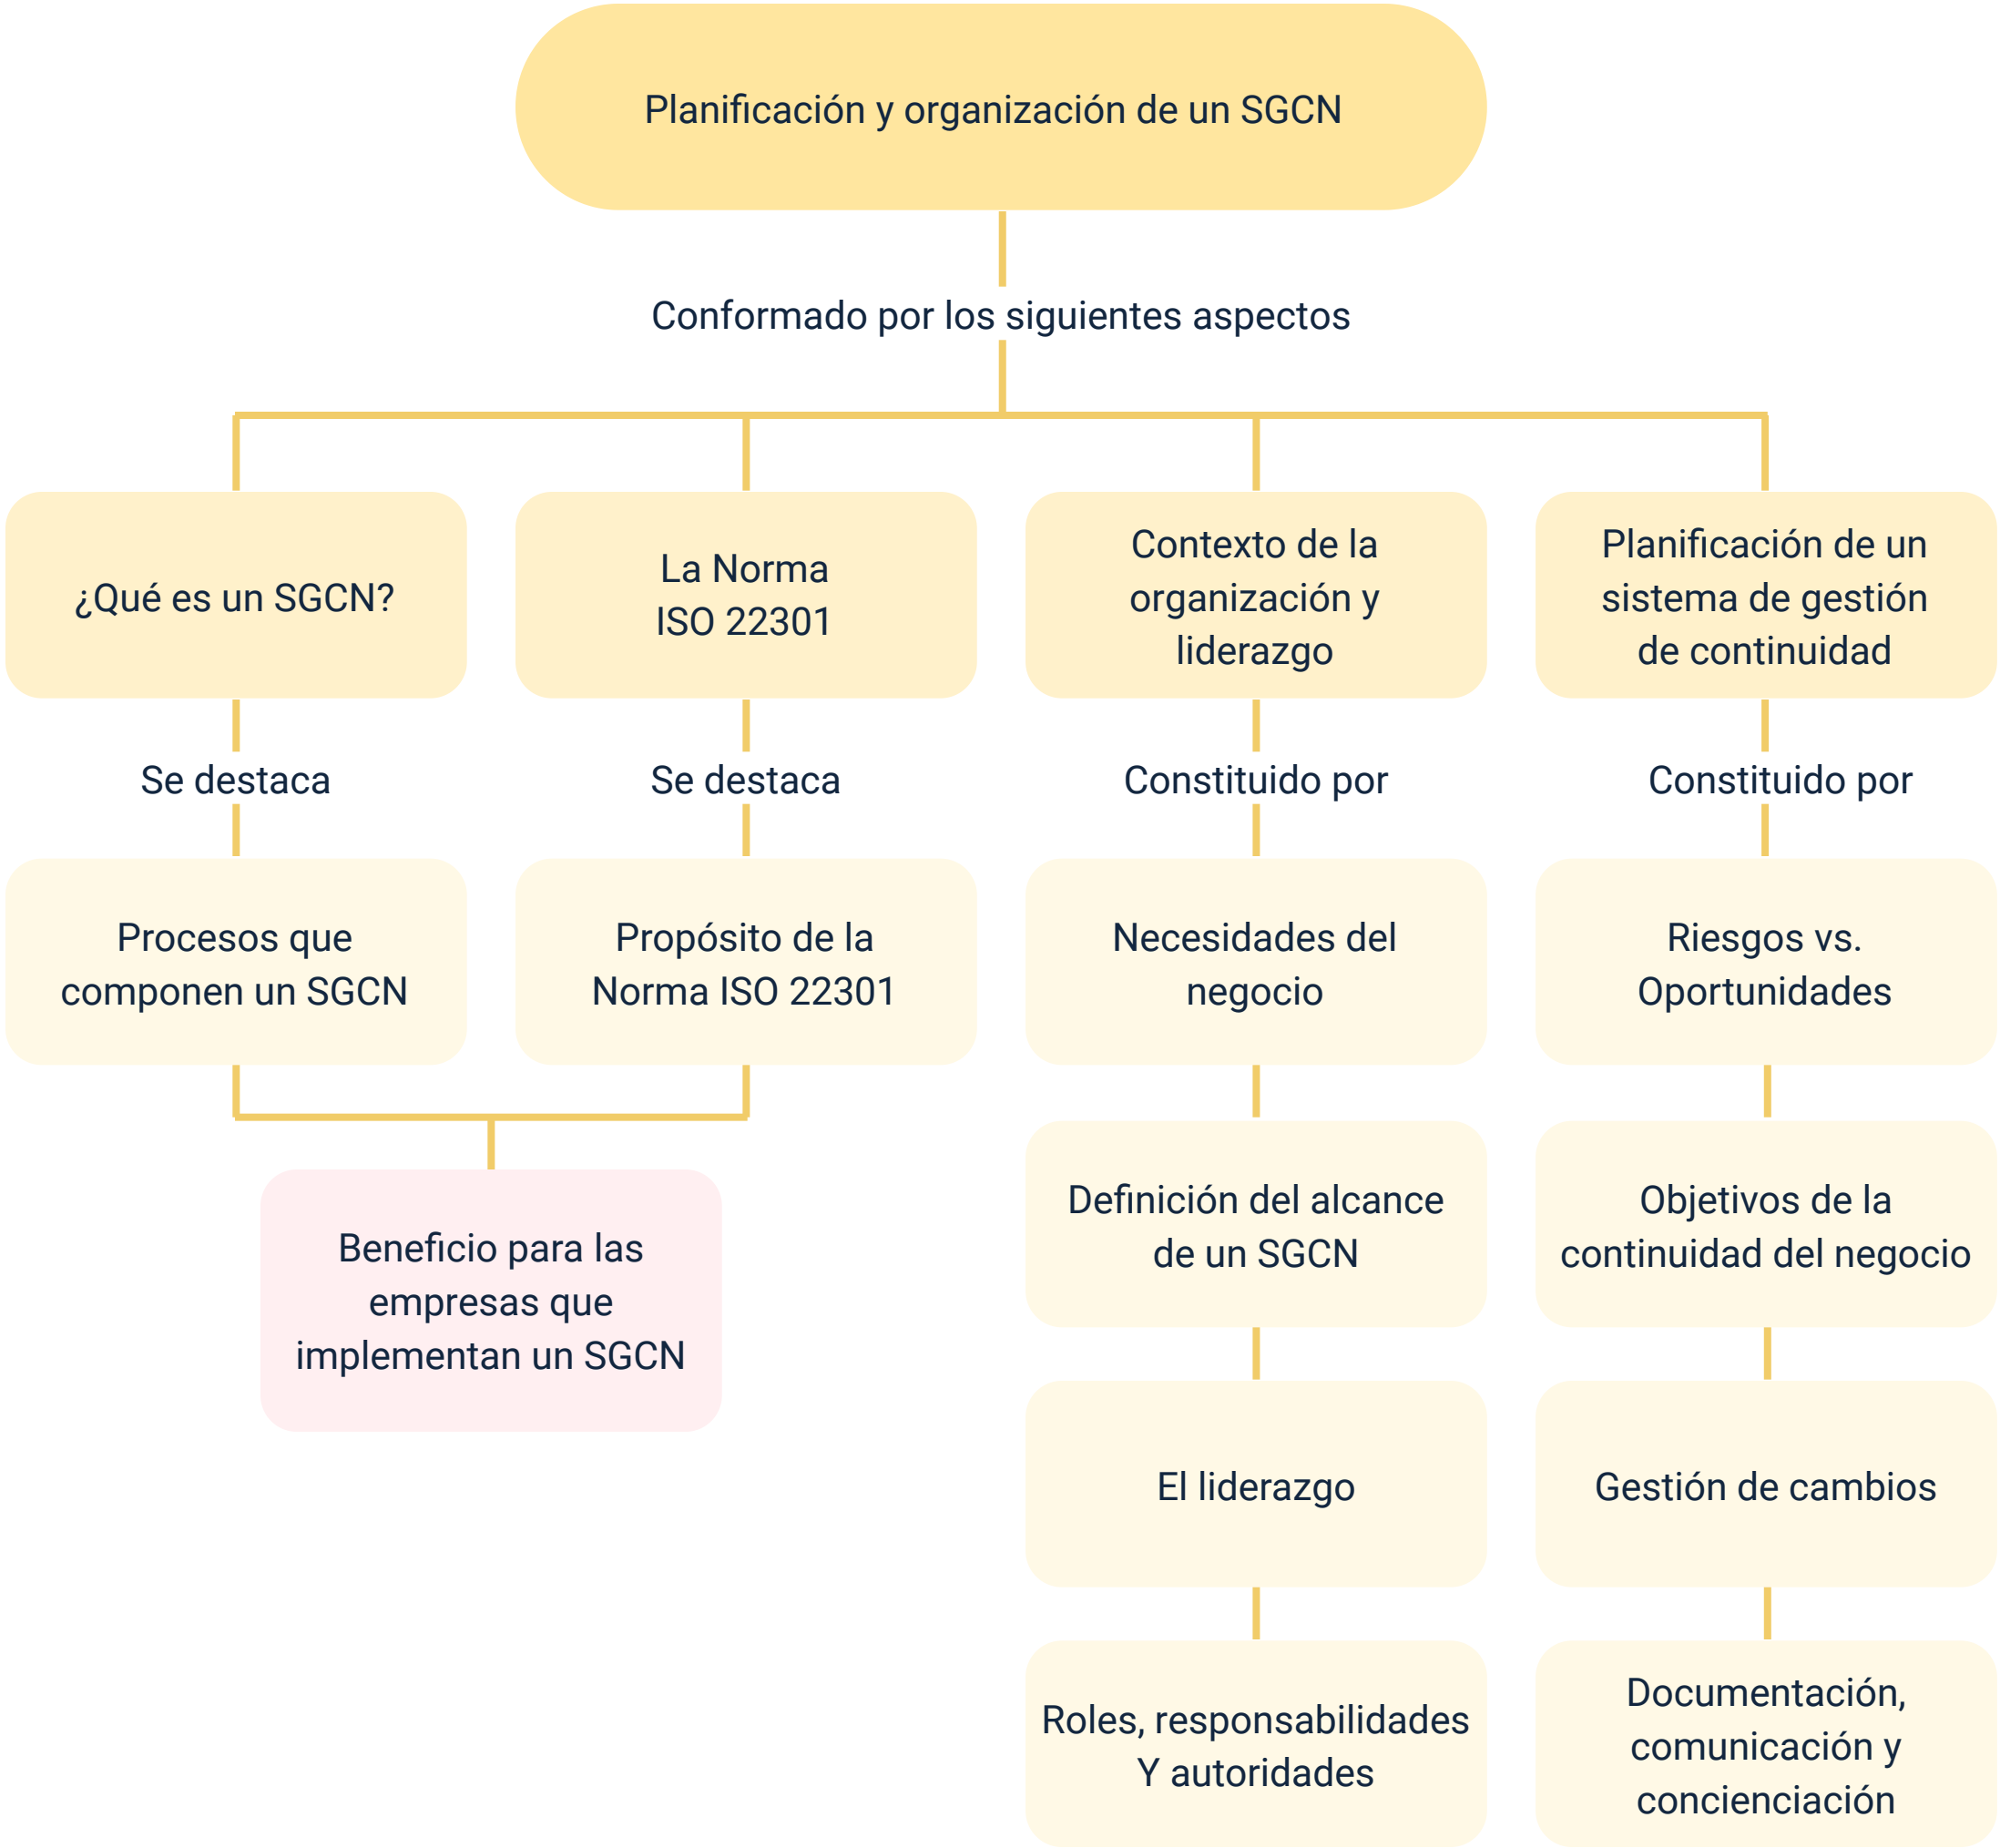 Planificación y organización de un SGCN
Conformado por los siguientes aspectos
¿Qué es un SGCN?
La Norma
ISO 22301
Contexto de la
organización y
liderazgo
Planificación de un
sistema de gestión
de continuidad
Se destaca
Se destaca
Constituido por
Constituido por
Procesos que
componen un SGCN
Propósito de la
Norma ISO 22301
Necesidades del
negocio
Riesgos vs.
Oportunidades
Beneficio para las
empresas que
implementan un SGCN
Definición del alcance
de un SGCN
Objetivos de la
continuidad del negocio
El liderazgo
Gestión de cambios
Roles, responsabilidades
Y autoridades
Documentación,
comunicación y
concienciación